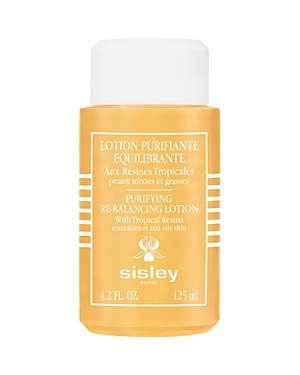 LOTION PURIFIANTE
EQUILIBRANTE
Aux Résines Tropicales
peaux mixtes et grasses
PURIFYING
RE-BALANCING LOTION
With Tropical Resins
combination and oily skin
sisley
PARIS
4.2 FL. OZ. 125 ml